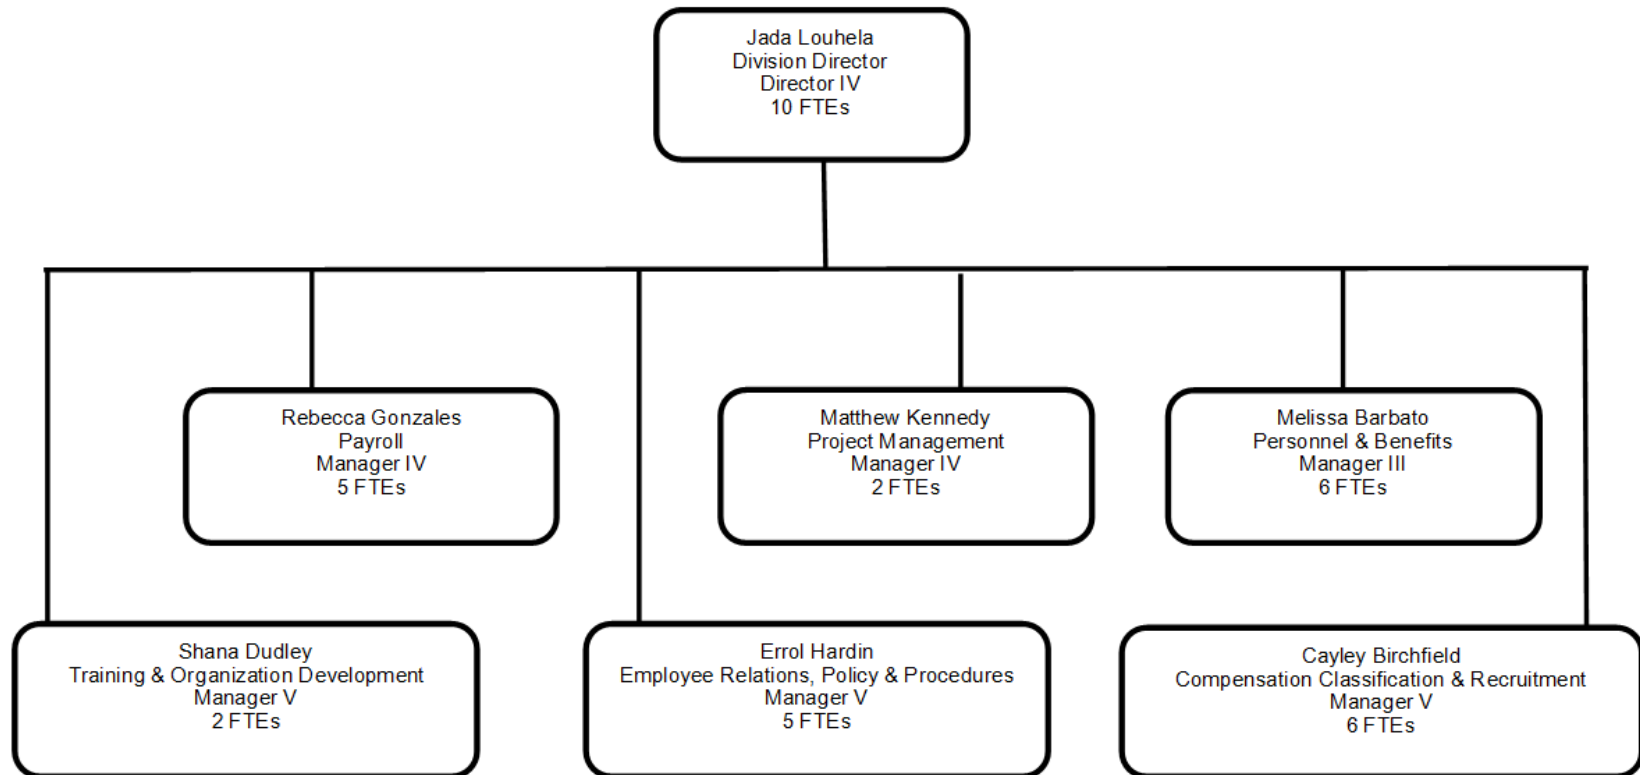 Jada Louhela
Division Director
Director IV
10 FTEs
Rebecca Gonzales
Payroll
Manager IV
5 FTEs
Matthew Kennedy
Project Management
Manager IV
2 FTEs
Melissa Barbato
Personnel & Benefits
Manager III
6 FTEs
Shana Dudley
Training & Organization Development
Manager V
2 FTEs
Errol Hardin
Employee Relations, Policy & Procedures
Manager V
5 FTEs
Cayley Birchfield
Compensation Classification & Recruitment
Manager V
6 FTEs